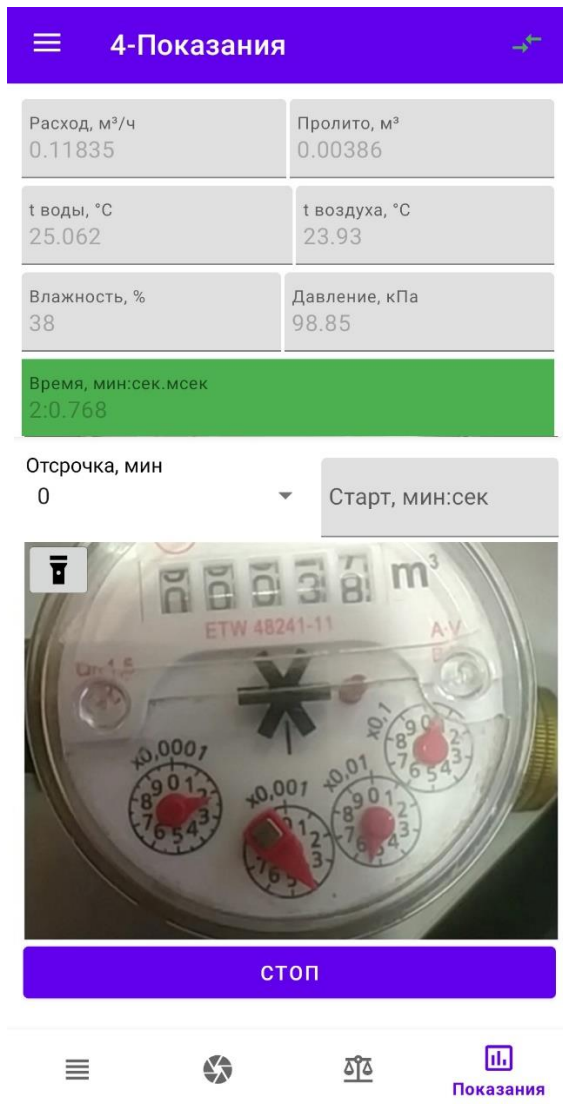 4-Показания
Расход, м³/ч
0.11835
Пролито, м³
0.00386
t воды, °C
25.062
t воздуха, °C
23.93
Влажность, %
38
Давление, кПа
98.85
Время, мин:сек.мсек
2:0.768
Отсрочка, мин
0
Старт, мин:сек
m³
ETW 48241-11
x0,0001
x0,001
x0,01
x0,1
СТОП
Показания